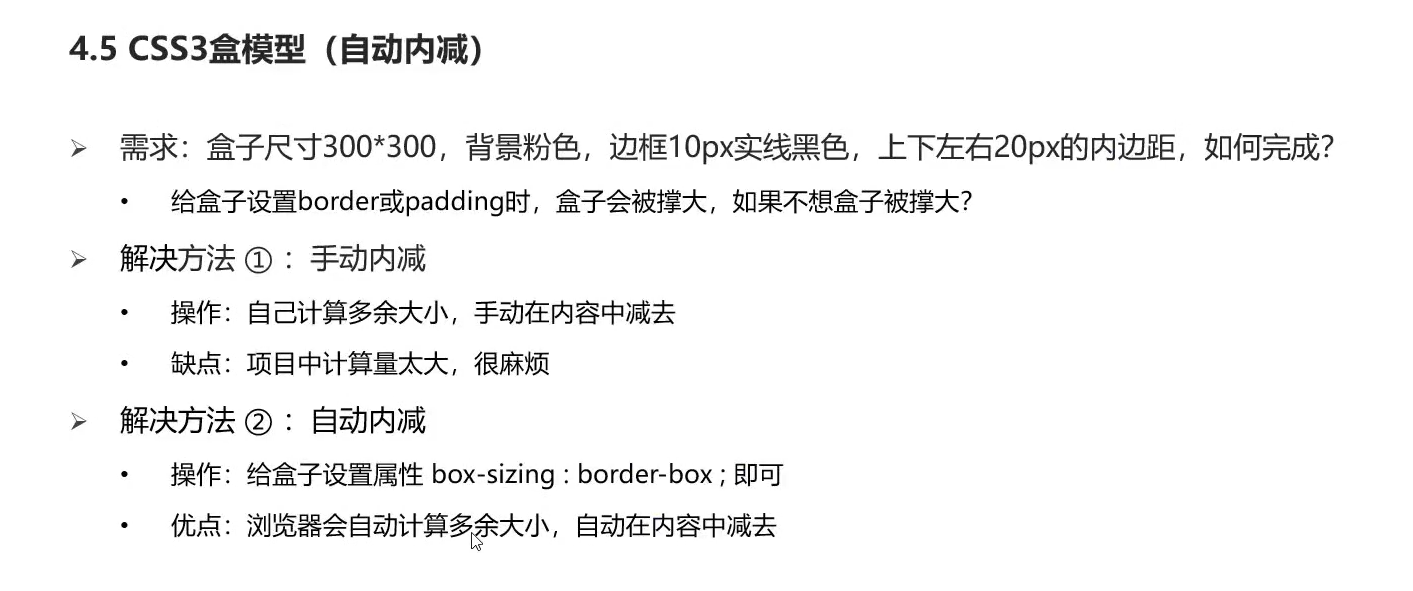 4.5 CSS3盒模型（自动内减）
➢ 需求：盒子尺寸300*300，背景粉色，边框10px实线黑色，上下左右20px的内边距，如何完成？
• 给盒子设置border或padding时，盒子会被撑大，如果不想盒子被撑大？
➢ 解决方法 ① ：手动内减
• 操作：自己计算多余大小，手动在内容中减去
• 缺点：项目中计算量太大，很麻烦
➢ 解决方法 ② ：自动内减
• 操作：给盒子设置属性 box-sizing : border-box ; 即可
• 优点：浏览器会自动计算多余大小，自动在内容中减去